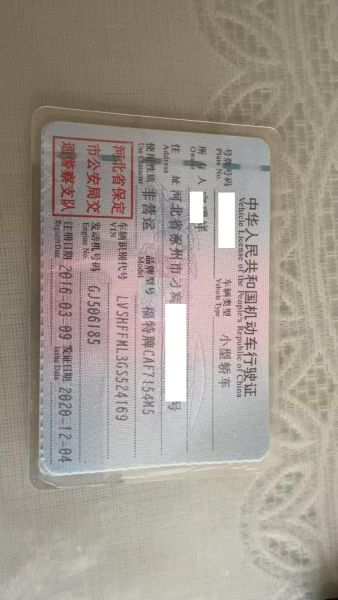 中华人民共和国机动车行驶证
Vehicle License of the People's Republic of China
号牌号码
Plate No.
车辆类型 小型轿车
Vehicle Type
所有人
Owner
住址 河北省涿州市刁窝 号
Address
使用性质 非营运 品牌型号 福特牌CAF7154M5
Use Character Model
河北省保定
市公安局交
通警察支队
车辆识别代号 LVSHFFML3GS524169
VIN
发动机号码 GJ506185
Engine No.
注册日期 2016-03-09 发证日期 2020-12-04
Register Date Issue Date